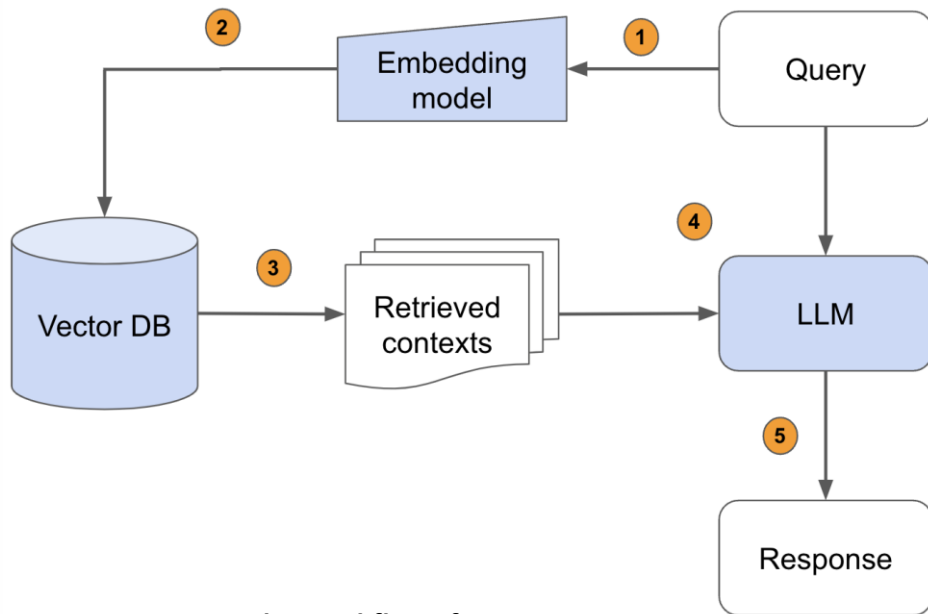 2
1
Embedding
model
Query
4
3
Vector DB
Retrieved
contexts
LLM
5
Response